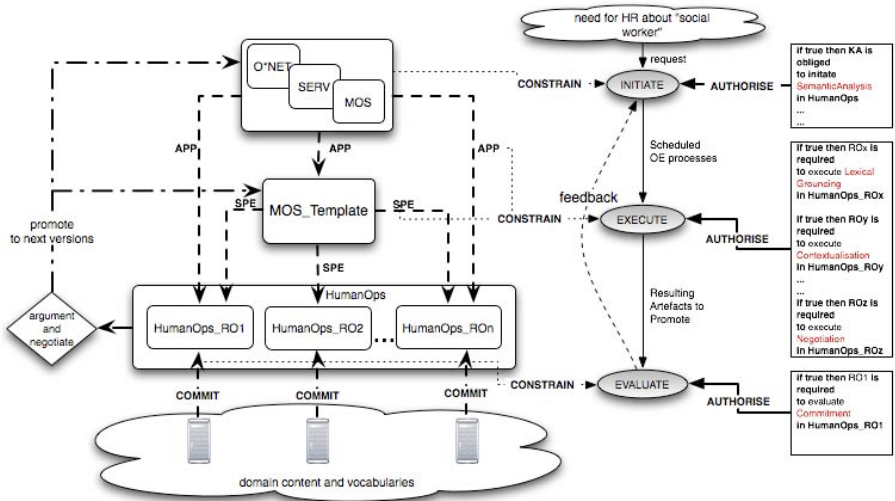 need for HR about "social
worker"
request
O*NET
SERV
MOS
CONSTRAIN
INITIATE
AUTHORISE
if true then KA is
obliged
to initiate
SemanticAnalysis
in HumanOps
...
...
APP
APP
APP
Scheduled
OE processes
feedback
MOS_Template
SPE
SPE
SPE
CONSTRAIN
EXECUTE
AUTHORISE
if true then ROx is
required
to execute Lexical
Grounding
in HumanOps_ROx
if true then ROy is
required
to execute
Contextualisation
in HumanOps_ROy
...
...
if true then ROz is
required
to execute
Negotiation
in HumanOps_ROz
promote
to next versions
argument
and
negotiate
HumanOps
HumanOps_RO1
HumanOps_RO2
...
HumanOps_ROn
Resulting
Artefacts to
Promote
CONSTRAIN
EVALUATE
AUTHORISE
if true then RO1 is
required
to evaluate
Commitment
in HumanOps_RO1
COMMIT
COMMIT
COMMIT
domain content and vocabularies